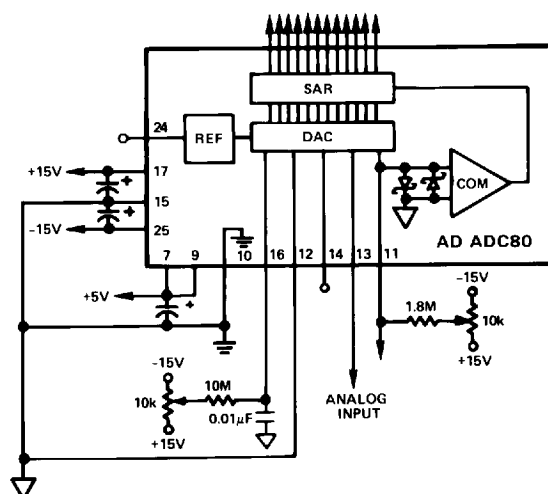 SAR
24
REF
DAC
+15V
17
+
15
+
-15V
25
COM
AD ADC80
7
9
10
16
12
14
13
11
+5V
+
-15V
1.8M
10k
+15V
-15V
10M
10k
0.01µF
+15V
ANALOG
INPUT